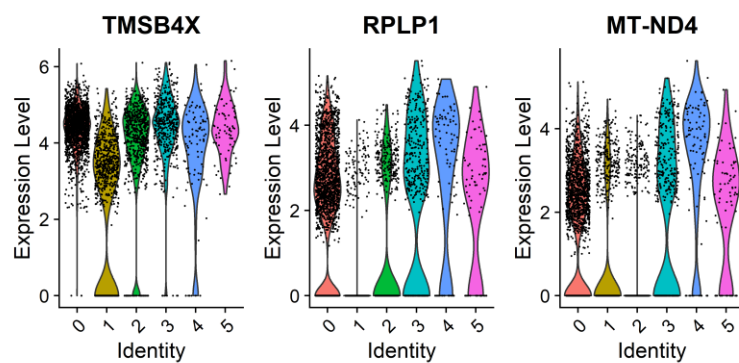 TMSB4X
Expression Level
6
4
2
0
0 1 2 3 4 5
Identity
RPLP1
Expression Level
4
2
0
0 1 2 3 4 5
Identity
MT-ND4
Expression Level
4
2
0
0 1 2 3 4 5
Identity